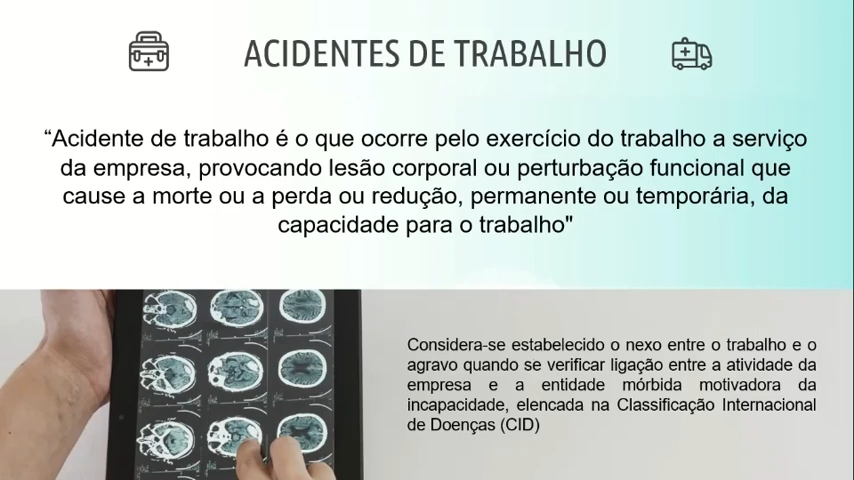 ACIDENTES DE TRABALHO
“Acidente de trabalho é o que ocorre pelo exercício do trabalho a serviço
da empresa, provocando lesão corporal ou perturbação funcional que
cause a morte ou a perda ou redução, permanente ou temporária, da
capacidade para o trabalho"
Considera-se estabelecido o nexo entre o trabalho e o
agravo quando se verificar ligação entre a atividade da
empresa e a entidade mórbida motivadora da
incapacidade, elencada na Classificação Internacional
de Doenças (CID)